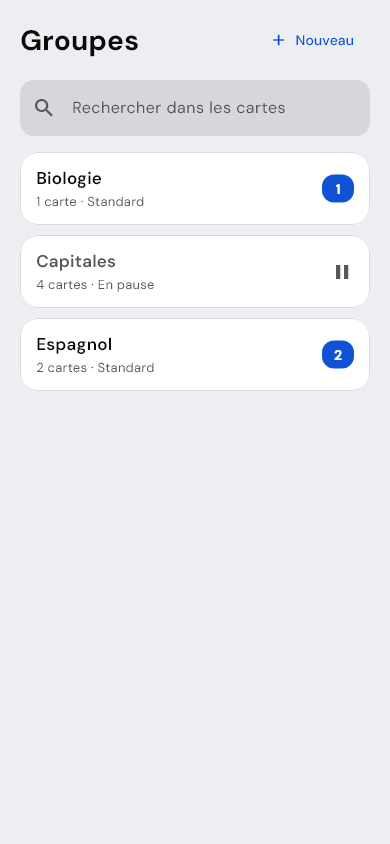 Groupes
+ Nouveau
Rechercher dans les cartes
Biologie
1 carte · Standard
1
Capitales
4 cartes · En pause
Espagnol
2 cartes · Standard
2